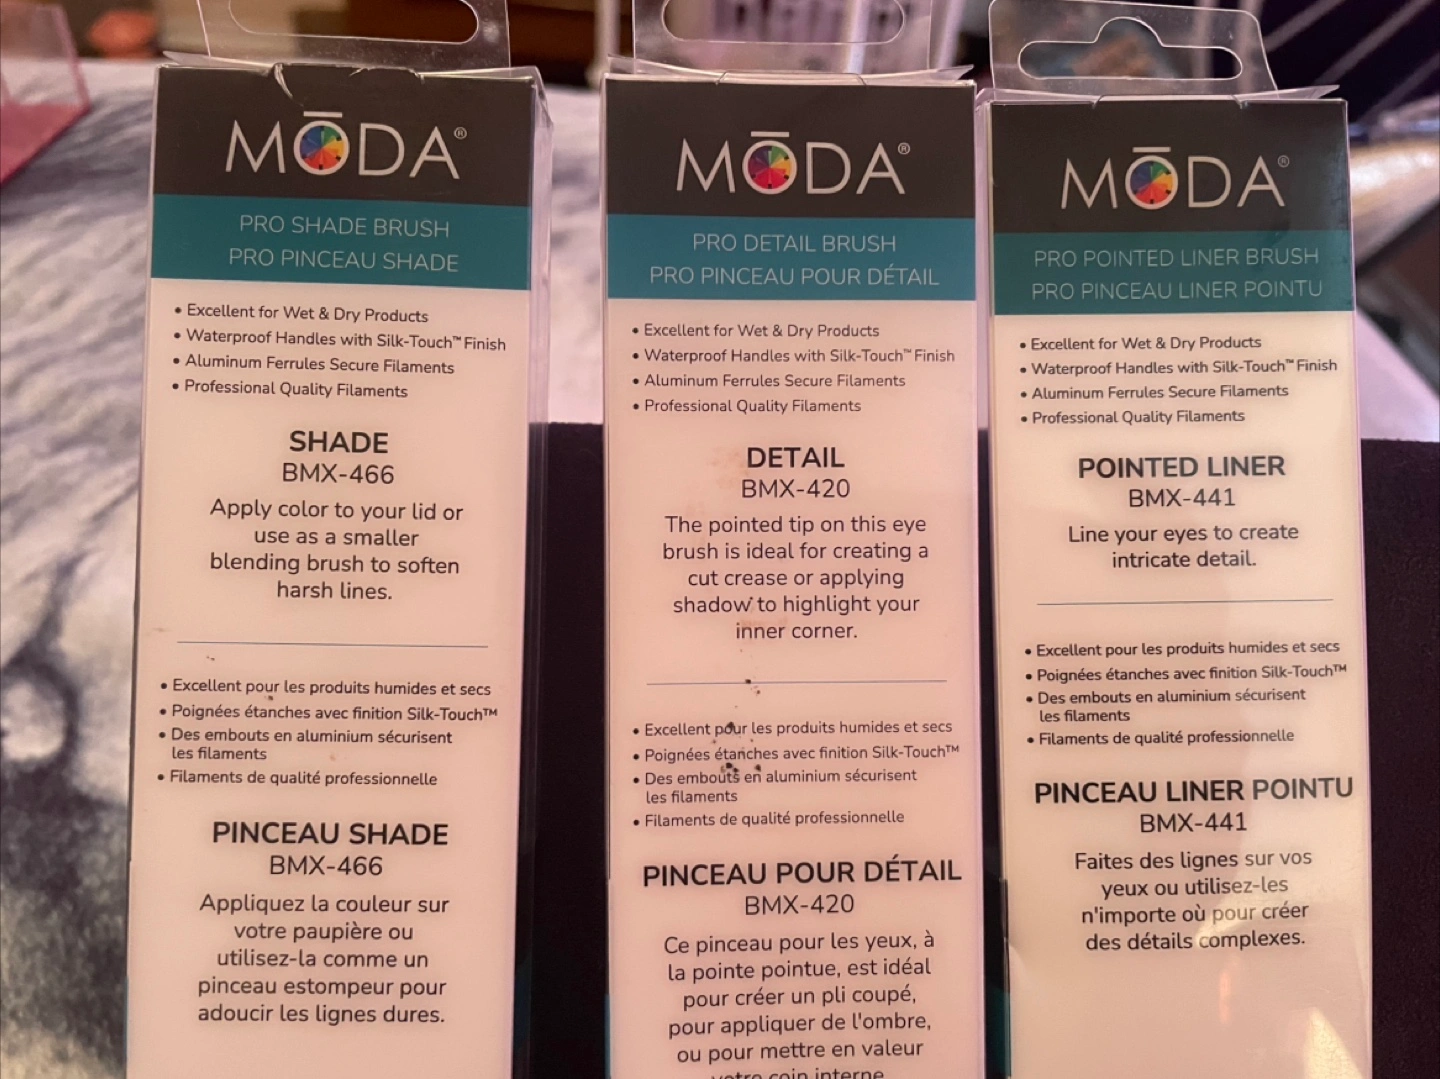 MŌDA®
PRO SHADE BRUSH
PRO PINCEAU SHADE
• Excellent for Wet & Dry Products
• Waterproof Handles with Silk-Touch™ Finish
• Aluminum Ferrules Secure Filaments
• Professional Quality Filaments
SHADE
BMX-466
Apply color to your lid or
use as a smaller
blending brush to soften
harsh lines.
• Excellent pour les produits humides et secs
• Poignées étanches avec finition Silk-Touch™
• Des embouts en aluminium sécurisent
les filaments
• Filaments de qualité professionnelle
PINCEAU SHADE
BMX-466
Appliquez la couleur sur
votre paupière ou
utilisez-la comme un
pinceau estompeur pour
adoucir les lignes dures.
MŌDA®
PRO DETAIL BRUSH
PRO PINCEAU POUR DÉTAIL
• Excellent for Wet & Dry Products
• Waterproof Handles with Silk-Touch™ Finish
• Aluminum Ferrules Secure Filaments
• Professional Quality Filaments
DETAIL
BMX-420
The pointed tip on this eye
brush is ideal for creating a
cut crease or applying
shadow to highlight your
inner corner.
• Excellent pour les produits humides et secs
• Poignées étanches avec finition Silk-Touch™
• Des embouts en aluminium sécurisent
les filaments
• Filaments de qualité professionnelle
PINCEAU POUR DÉTAIL
BMX-420
Ce pinceau pour les yeux, à
la pointe pointue, est idéal
pour créer un pli coupé,
pour appliquer de l'ombre,
ou pour mettre en valeur
votre coin interne
MŌDA®
PRO POINTED LINER BRUSH
PRO PINCEAU LINER POINTU
• Excellent for Wet & Dry Products
• Waterproof Handles with Silk-Touch™ Finish
• Aluminum Ferrules Secure Filaments
• Professional Quality Filaments
POINTED LINER
BMX-441
Line your eyes to create
intricate detail.
• Excellent pour les produits humides et secs
• Poignées étanches avec finition Silk-Touch™
• Des embouts en aluminium sécurisent
les filaments
• Filaments de qualité professionnelle
PINCEAU LINER POINTU
BMX-441
Faites des lignes sur vos
yeux ou utilisez-les
n'importe où pour créer
des détails complexes.